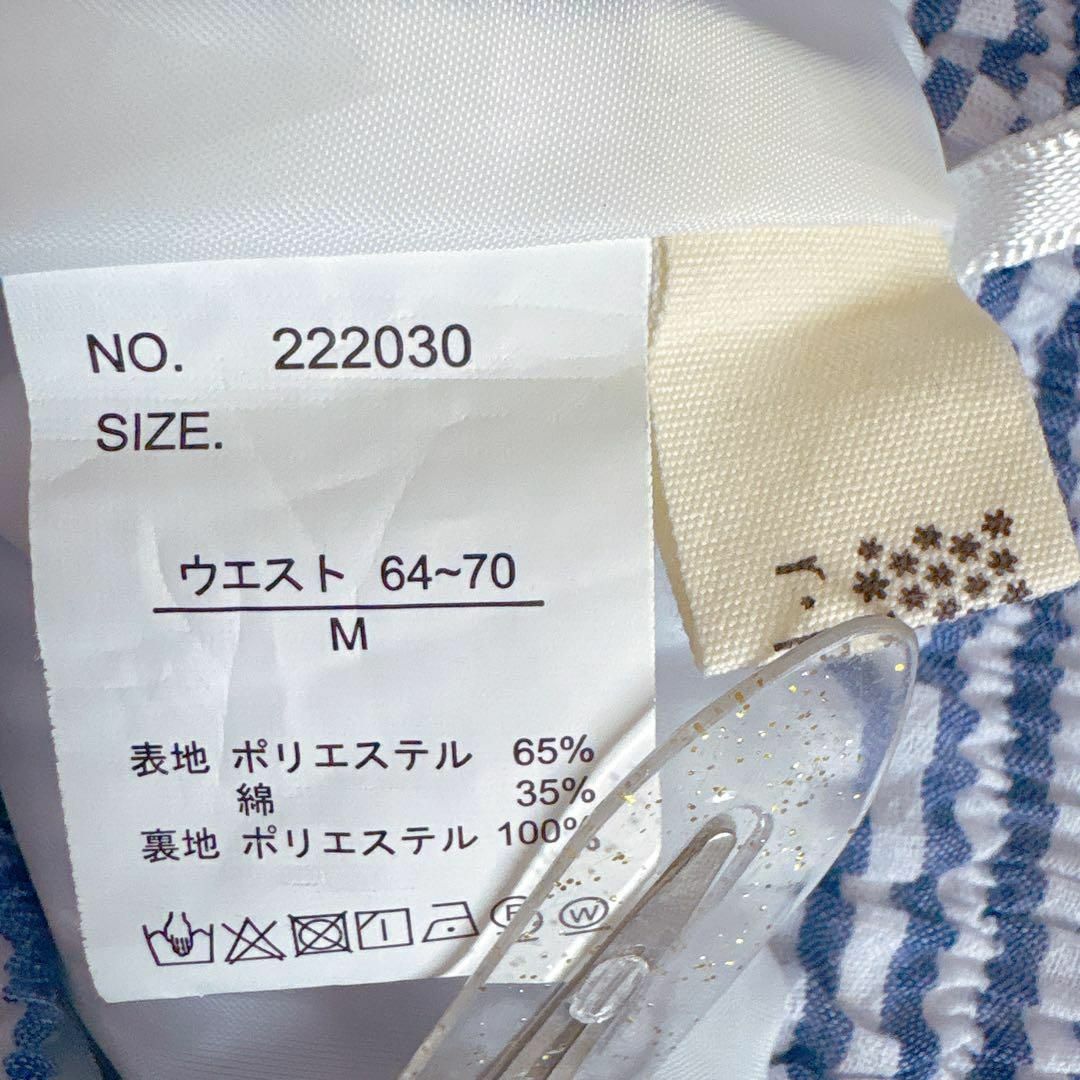 NO. 222030
SIZE.
ウエスト 64~70
M
表地 ポリエステル 65%
綿 35%
裏地 ポリエステル 100%
P W